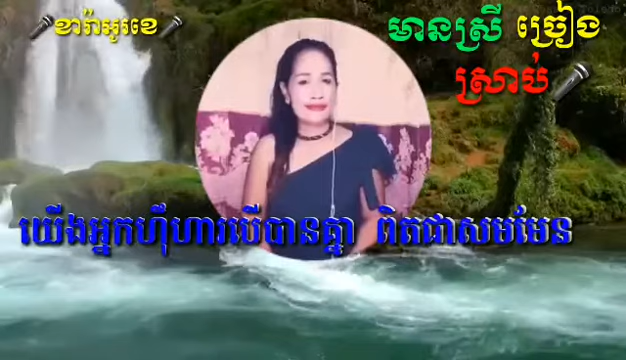 ខារ៉ាអូរខេ
មានស្រី ច្រៀង
ស្រាប់
យើងអ្នកហ៊ឺហារបើបានគ្នា ពិតជាសមមែន